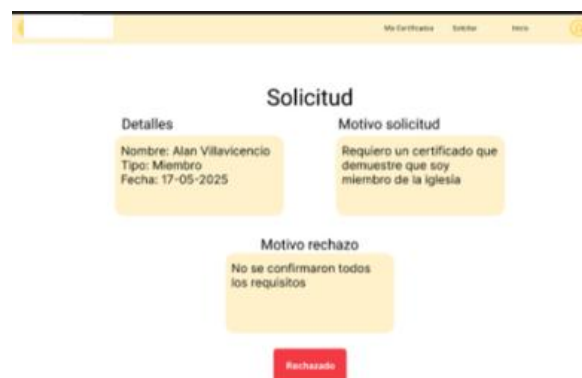 Mis Certificados Solicitar Inicio
Solicitud
Detalles
Nombre: Alan Villavicencio
Tipo: Miembro
Fecha: 17-05-2025
Motivo solicitud
Requiero un certificado que
demuestre que soy
miembro de la iglesia
Motivo rechazo
No se confirmaron todos
los requisitos
Rechazado